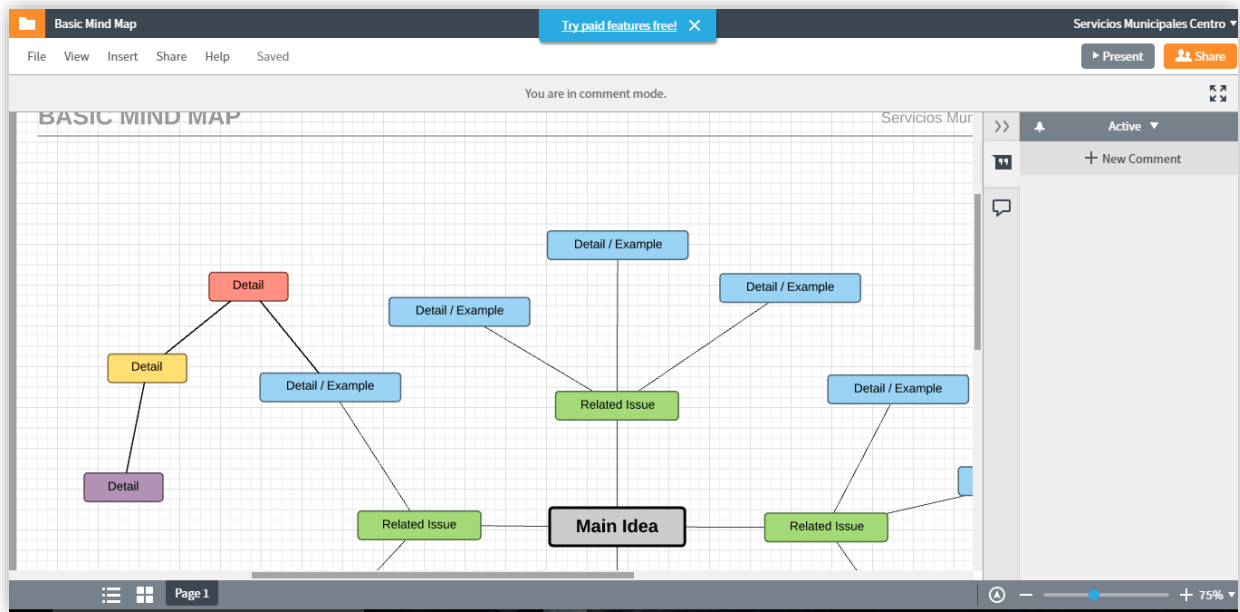 Basic Mind Map
Try paid features free!
Servicios Municipales Centro
File View Insert Share Help Saved
Present
Share
You are in comment mode.
BASIC MIND MAP
Servicios Mun
Active
+ New Comment
Detail / Example
Detail
Detail / Example
Detail / Example
Detail
Detail / Example
Detail / Example
Related Issue
Detail
Related Issue
Main Idea
Related Issue
Page 1
75%